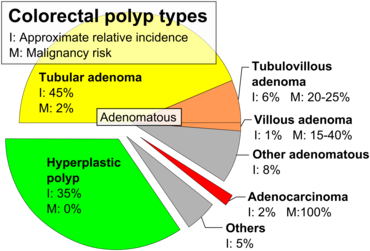 Colorectal polyp types
I: Approximate relative incidence
M: Malignancy risk
Tubular adenoma
I: 45%
M: 2%
Adenomatous
Tubulovillous
adenoma
I: 6% M: 20-25%
Villous adenoma
I: 1% M: 15-40%
Other adenomatous
I: 8%
Adenocarcinoma
I: 2% M:100%
Others
I: 5%
Hyperplastic
polyp
I: 35%
M: 0%